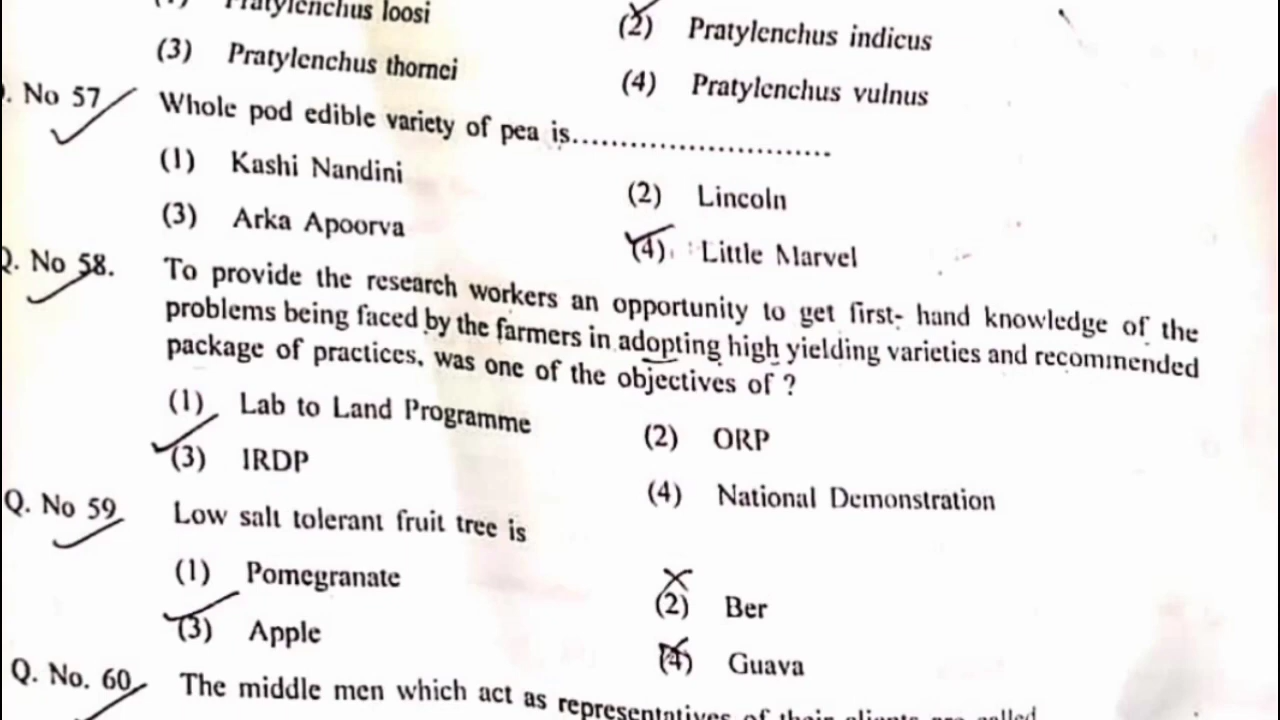 Pratylenchus loosi
(2) Pratylenchus indicus
(3) Pratylenchus thornei
(4) Pratylenchus vulnus
. No 57 Whole pod edible variety of pea is...........................
(1) Kashi Nandini
(2) Lincoln
(3) Arka Apoorva
(4) Little Marvel
Q. No 58. To provide the research workers an opportunity to get first- hand knowledge of the
problems being faced by the farmers in adopting high yielding varieties and recommended
package of practices, was one of the objectives of ?
(1) Lab to Land Programme
(2) ORP
(3) IRDP
(4) National Demonstration
Q. No 59 Low salt tolerant fruit tree is
(1) Pomegranate
(2) Ber
(3) Apple
(4) Guava
Q. No. 60 The middle men which act as representatives of their clients are called